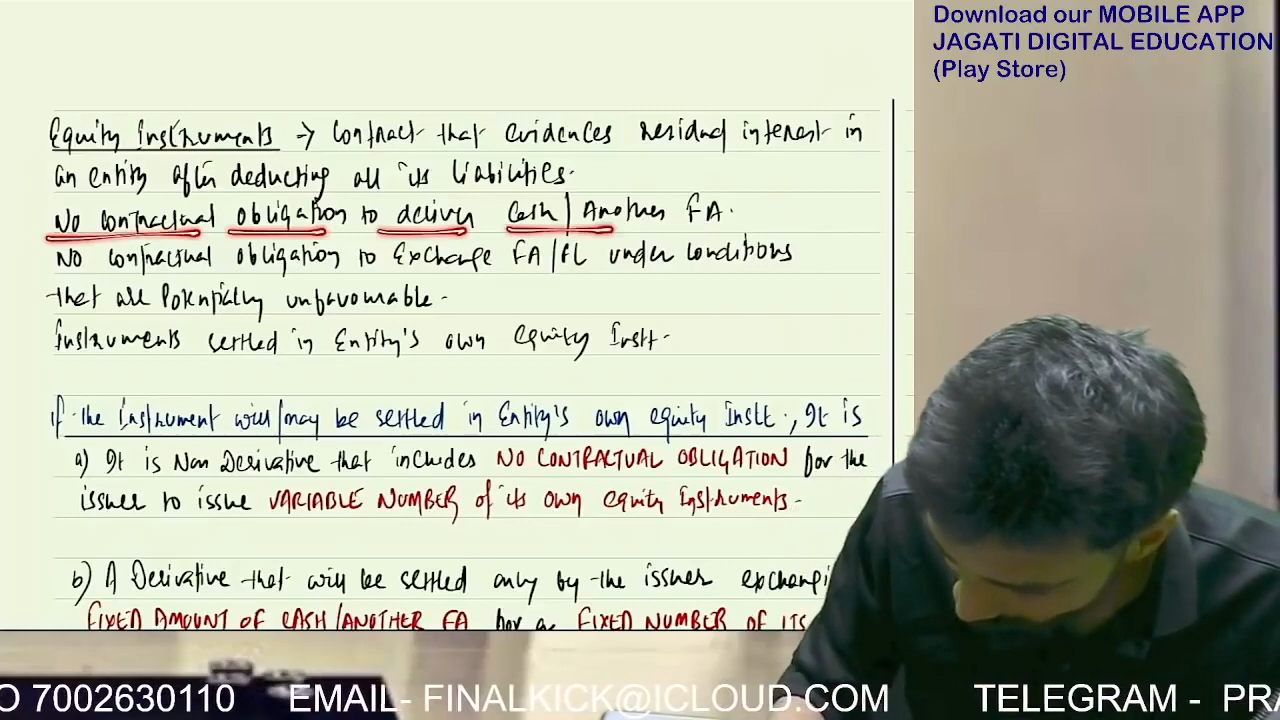 Download our MOBILE APP
JAGATI DIGITAL EDUCATION
(Play Store)
Equity Instruments → Contract that evidences residual interest in
an entity after deducting all its liabilities.
No contractual obligation to deliver Cash/Another FA.
No contractual obligation to Exchange FA/FL under conditions
that are Potentially unfavourable.
Instruments settled in Entity's own equity Instt.
if the Instrument will/may be settled in Entity's own equity Instt., It is
a) It is Non Derivative that includes NO CONTRACTUAL OBLIGATION for the
issuer to issue VARIABLE NUMBER of its own equity Instruments.
b) A Derivative that will be settled only by the issuer exchangi
FIXED AMOUNT OF CASH/ANOTHER FA for a FIXED NUMBER OF ITS
O 7002630110 EMAIL- FINALKICK@ICLOUD.COM TELEGRAM - PRA